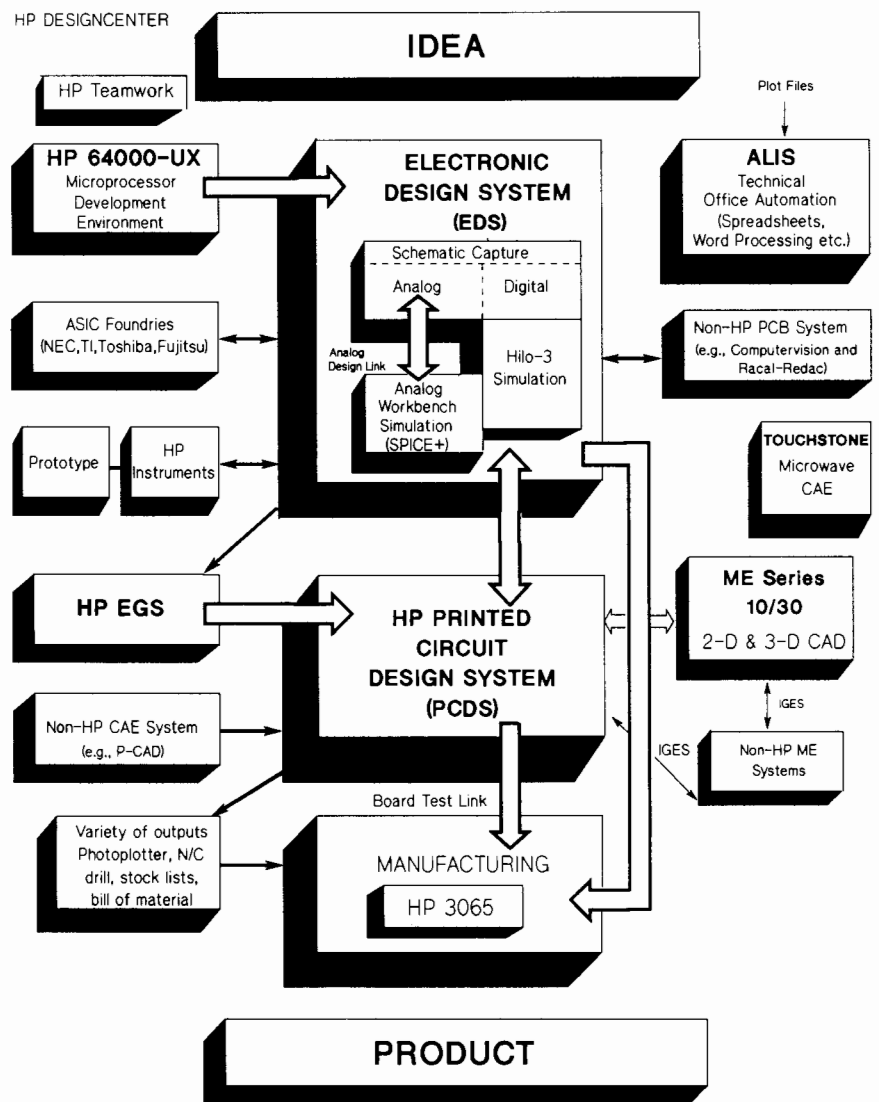 HP DESIGNCENTER
IDEA
HP Teamwork
Plot Files
HP 64000-UX
Microprocessor
Development
Environment
ELECTRONIC
DESIGN SYSTEM
(EDS)
Schematic Capture
Analog
Digital
Analog
Design Link
Hilo-3
Simulation
Analog
Workbench
Simulation
(SPICE+)
ALIS
Technical
Office Automation
(Spreadsheets,
Word Processing etc.)
ASIC Foundries
(NEC,TI,Toshiba,Fujitsu)
Non-HP PCB System
(e.g., Computervision and
Racal-Redac)
Prototype
HP
Instruments
TOUCHSTONE
Microwave
CAE
HP EGS
HP PRINTED
CIRCUIT
DESIGN SYSTEM
(PCDS)
ME Series
10/30
2-D & 3-D CAD
IGES
Non-HP CAE System
(e.g., P-CAD)
IGES
Non-HP ME
Systems
Board Test Link
Variety of outputs
Photoplotter, N/C
drill, stock lists,
bill of material
MANUFACTURING
HP 3065
PRODUCT